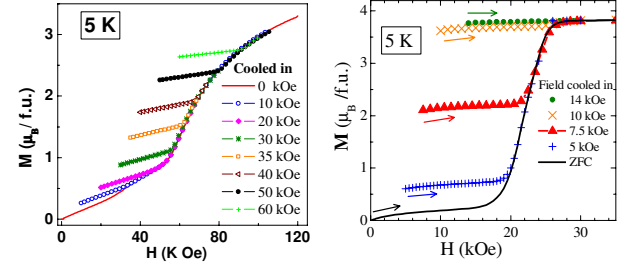 5 K
M (μB/ f.u.)
3
2
1
0
0
40
80
120
H (K Oe)
Cooled in
0 kOe
10 kOe
20 kOe
30 kOe
35 kOe
40 kOe
50 kOe
60 kOe
5 K
M (μB/f.u.)
4
3
2
1
0
0
10
20
30
H (kOe)
Field cooled in
14 kOe
10 kOe
7.5 kOe
5 kOe
ZFC